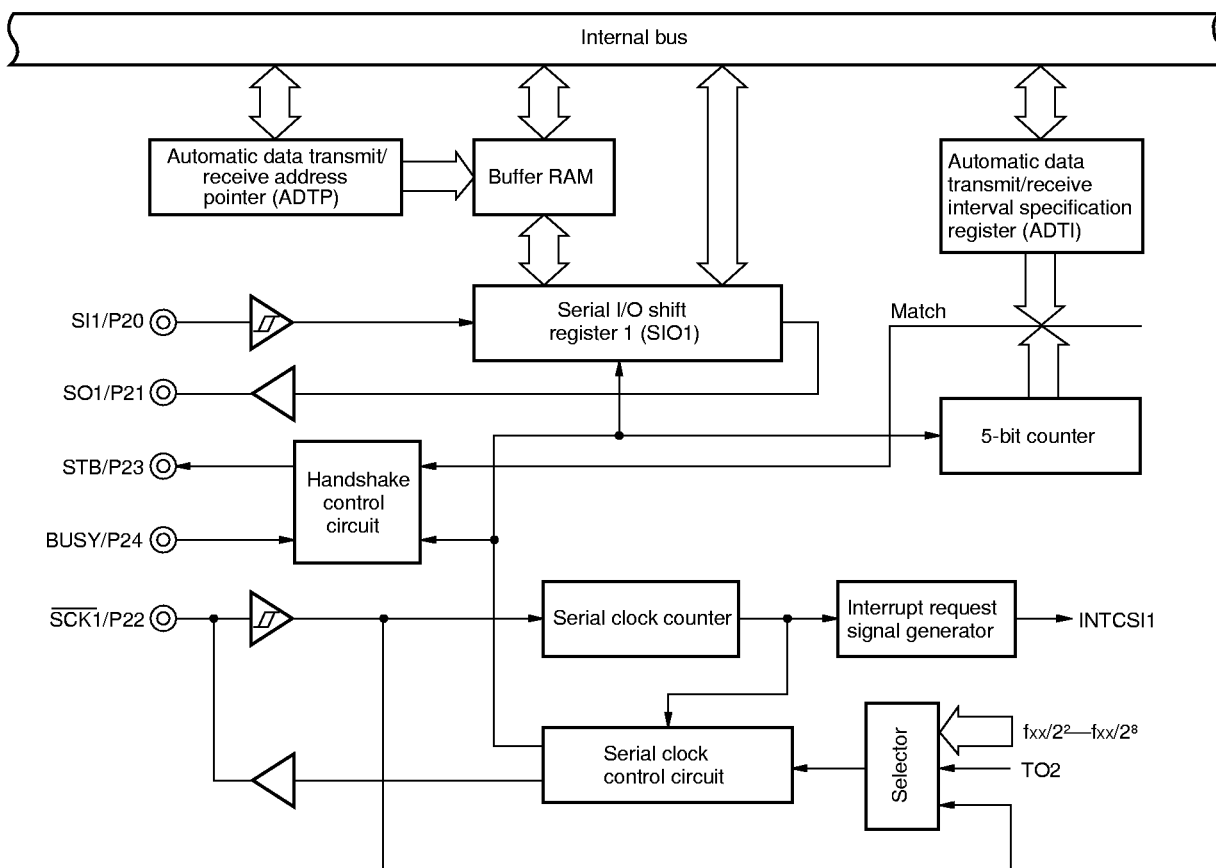 Internal bus
Automatic data transmit/
receive address
pointer (ADTP)
Buffer RAM
Automatic data
transmit/receive
interval specification
register (ADTI)
SI1/P20
Serial I/O shift
register 1 (SIO1)
Match
SO1/P21
5-bit counter
STB/P23
Handshake
control
circuit
BUSY/P24
S̅C̅K̅1̅/P22
Serial clock counter
Interrupt request
signal generator
INTCSI1
Serial clock
control circuit
Selector
fxx/2²—fxx/2⁸
TO2